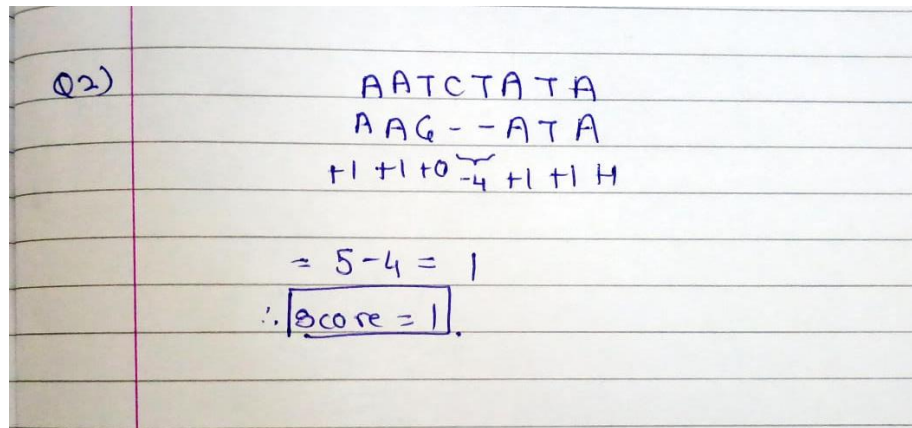 Q2) AATCTATA
AAG--ATA
+1 +1 +0 -4 +1 +1 +1
= 5-4 = 1
∴ score = 1.